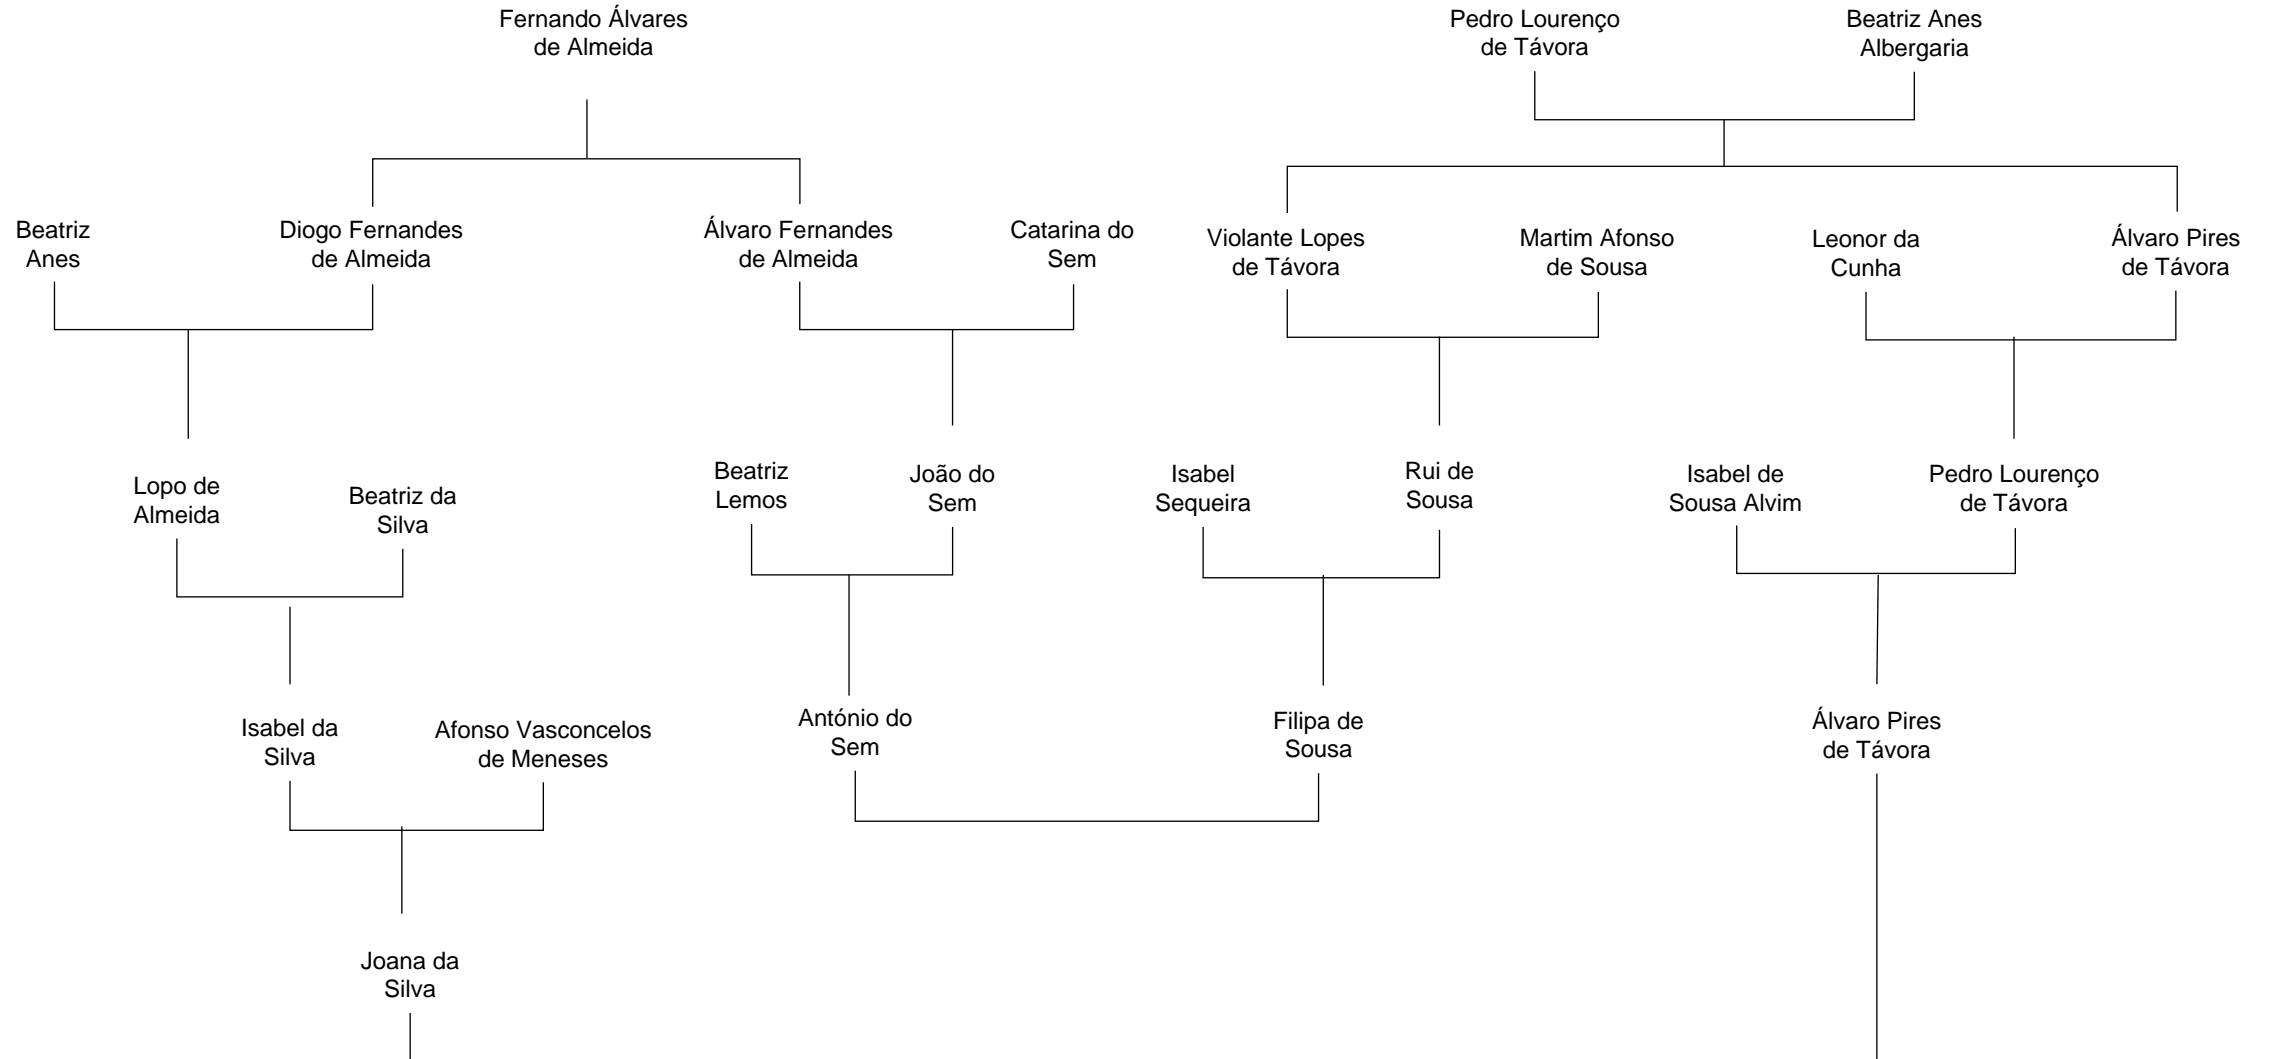 Fernando Álvares
de Almeida
Pedro Lourenço
de Távora
Beatriz Anes
Albergaria
Beatriz
Anes
Diogo Fernandes
de Almeida
Álvaro Fernandes
de Almeida
Catarina do
Sem
Violante Lopes
de Távora
Martim Afonso
de Sousa
Leonor da
Cunha
Álvaro Pires
de Távora
Lopo de
Almeida
Beatriz da
Silva
Beatriz
Lemos
João do
Sem
Isabel
Sequeira
Rui de
Sousa
Isabel de
Sousa Alvim
Pedro Lourenço
de Távora
Isabel da
Silva
Afonso Vasconcelos
de Meneses
António do
Sem
Filipa de
Sousa
Álvaro Pires
de Távora
Joana da
Silva